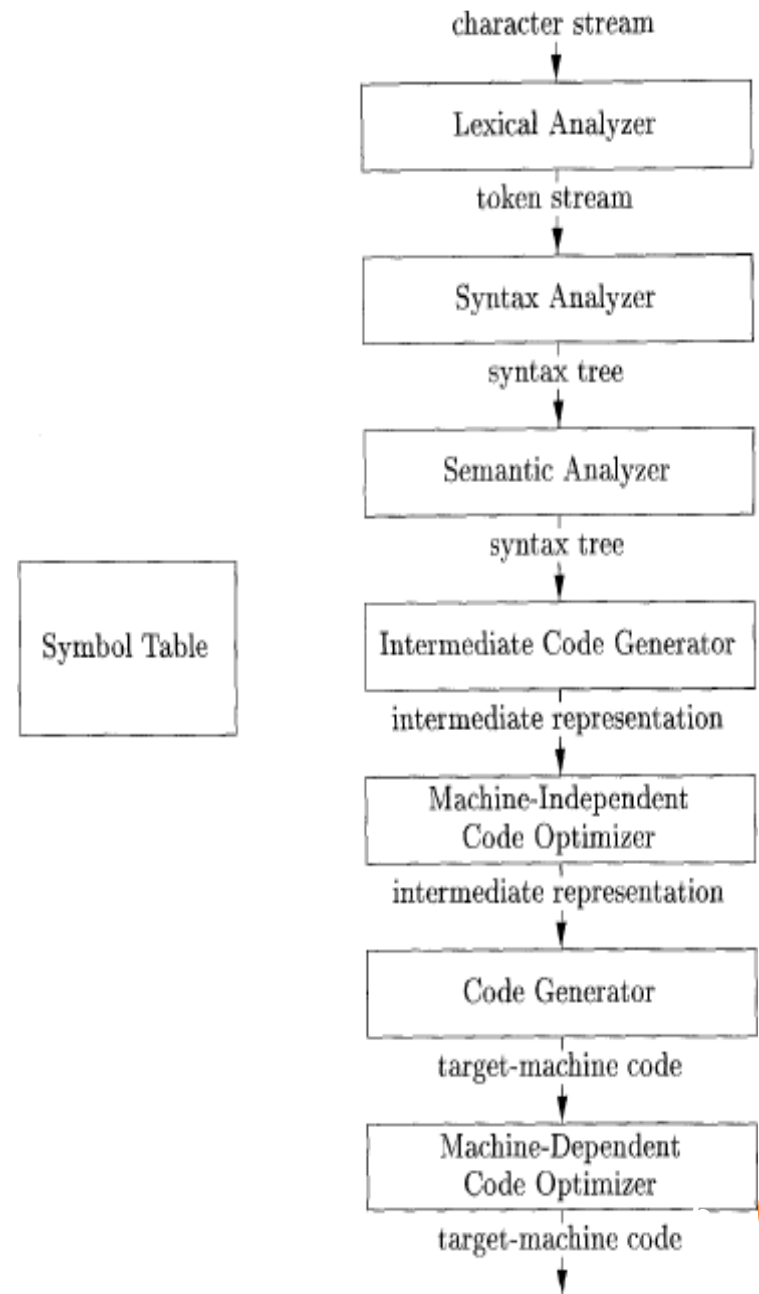 character stream
Lexical Analyzer
token stream
Syntax Analyzer
syntax tree
Semantic Analyzer
syntax tree
Symbol Table
Intermediate Code Generator
intermediate representation
Machine-Independent
Code Optimizer
intermediate representation
Code Generator
target-machine code
Machine-Dependent
Code Optimizer
target-machine code